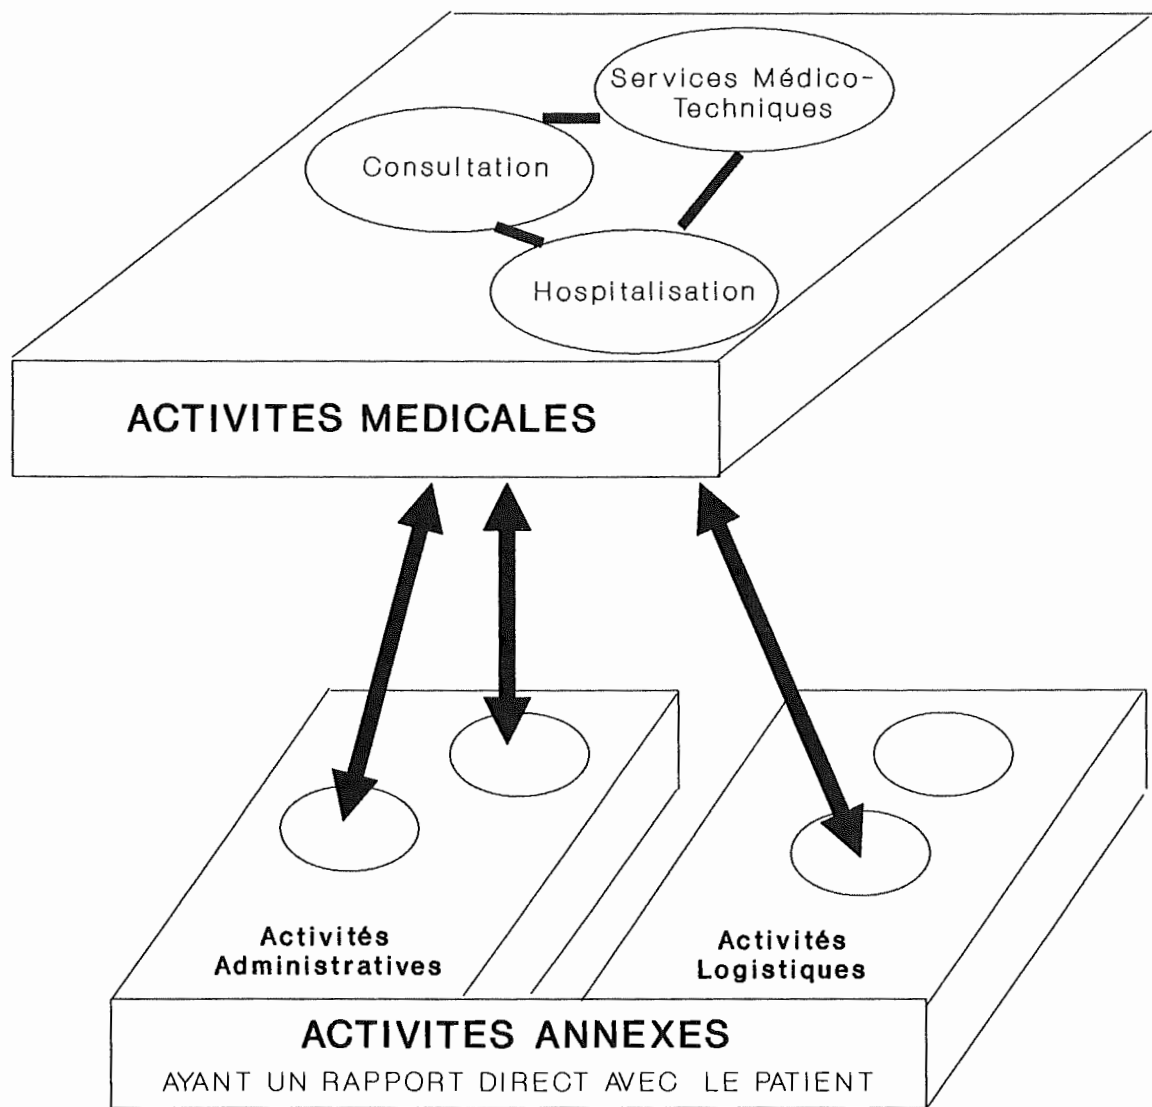 Services Médico-
Techniques
Consultation
Hospitalisation
ACTIVITES MEDICALES
Activités
Administratives
Activités
Logistiques
ACTIVITES ANNEXES
AYANT UN RAPPORT DIRECT AVEC LE PATIENT